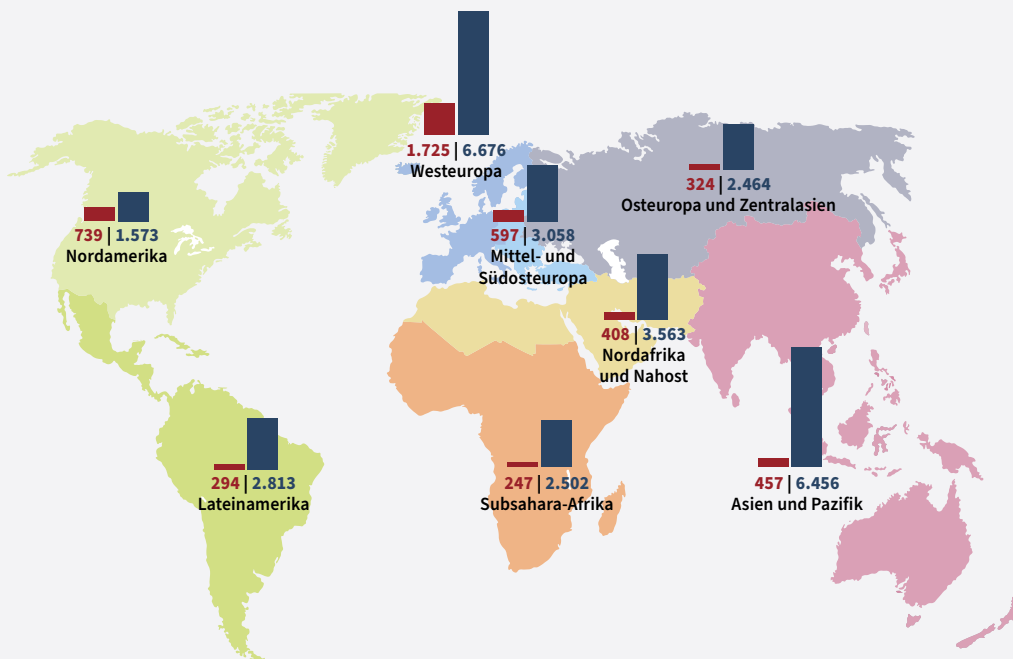 1.725 | 6.676
Westeuropa
324 | 2.464
Osteuropa und Zentralasien
739 | 1.573
Nordamerika
597 | 3.058
Mittel- und
Südosteuropa
408 | 3.563
Nordafrika
und Nahost
294 | 2.813
Lateinamerika
247 | 2.502
Subsahara-Afrika
457 | 6.456
Asien und Pazifik